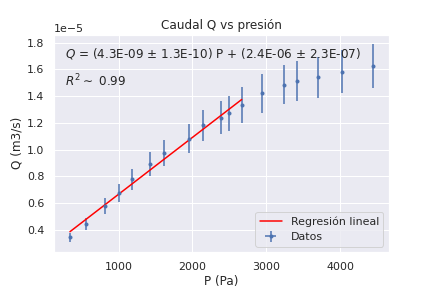 Caudal Q vs presión
1e−5
Q = (4.3E-09 ± 1.3E-10) P + (2.4E-06 ± 2.3E-07)
R² ∼ 0.99
1.8
1.6
1.4
1.2
1.0
0.8
0.6
0.4
Q (m3/s)
Regresión lineal
Datos
1000 2000 3000 4000
P (Pa)